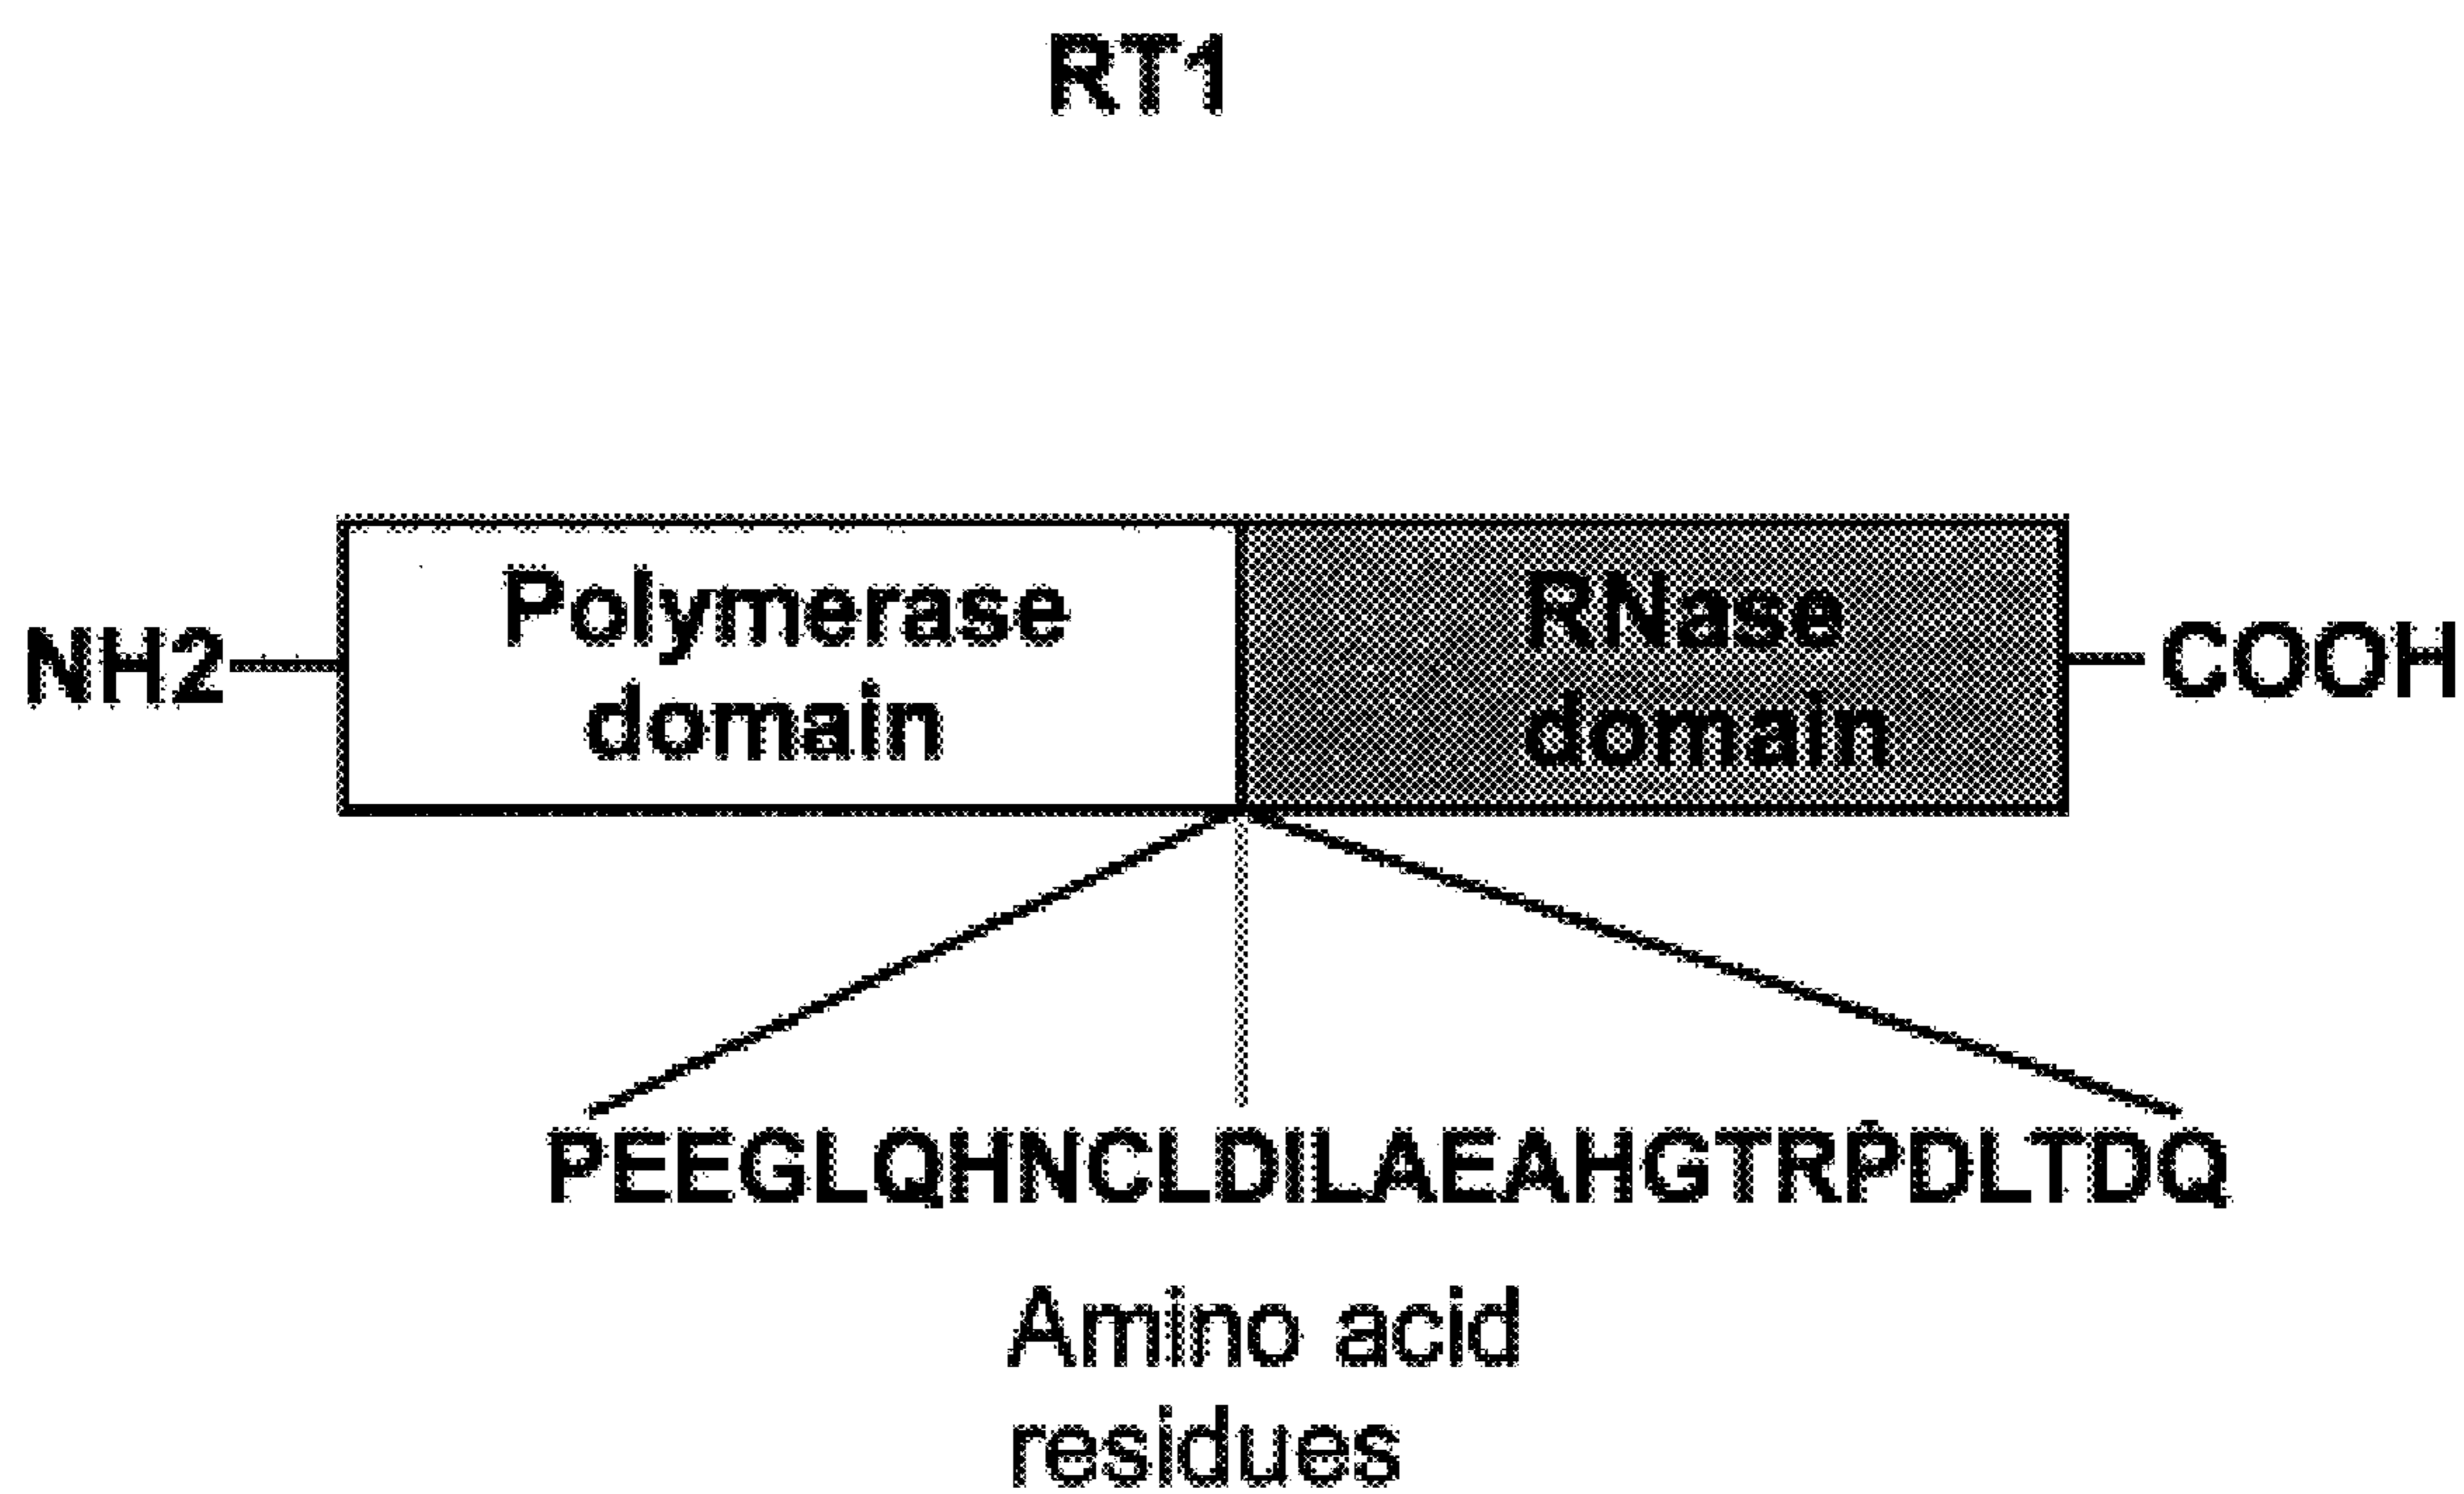 RT1
Polymerase
domain
RNase
domain
NH2
COOH
PEEGLQHNCLDILAEAHGTRPDLTDQ
Amino acid
residues